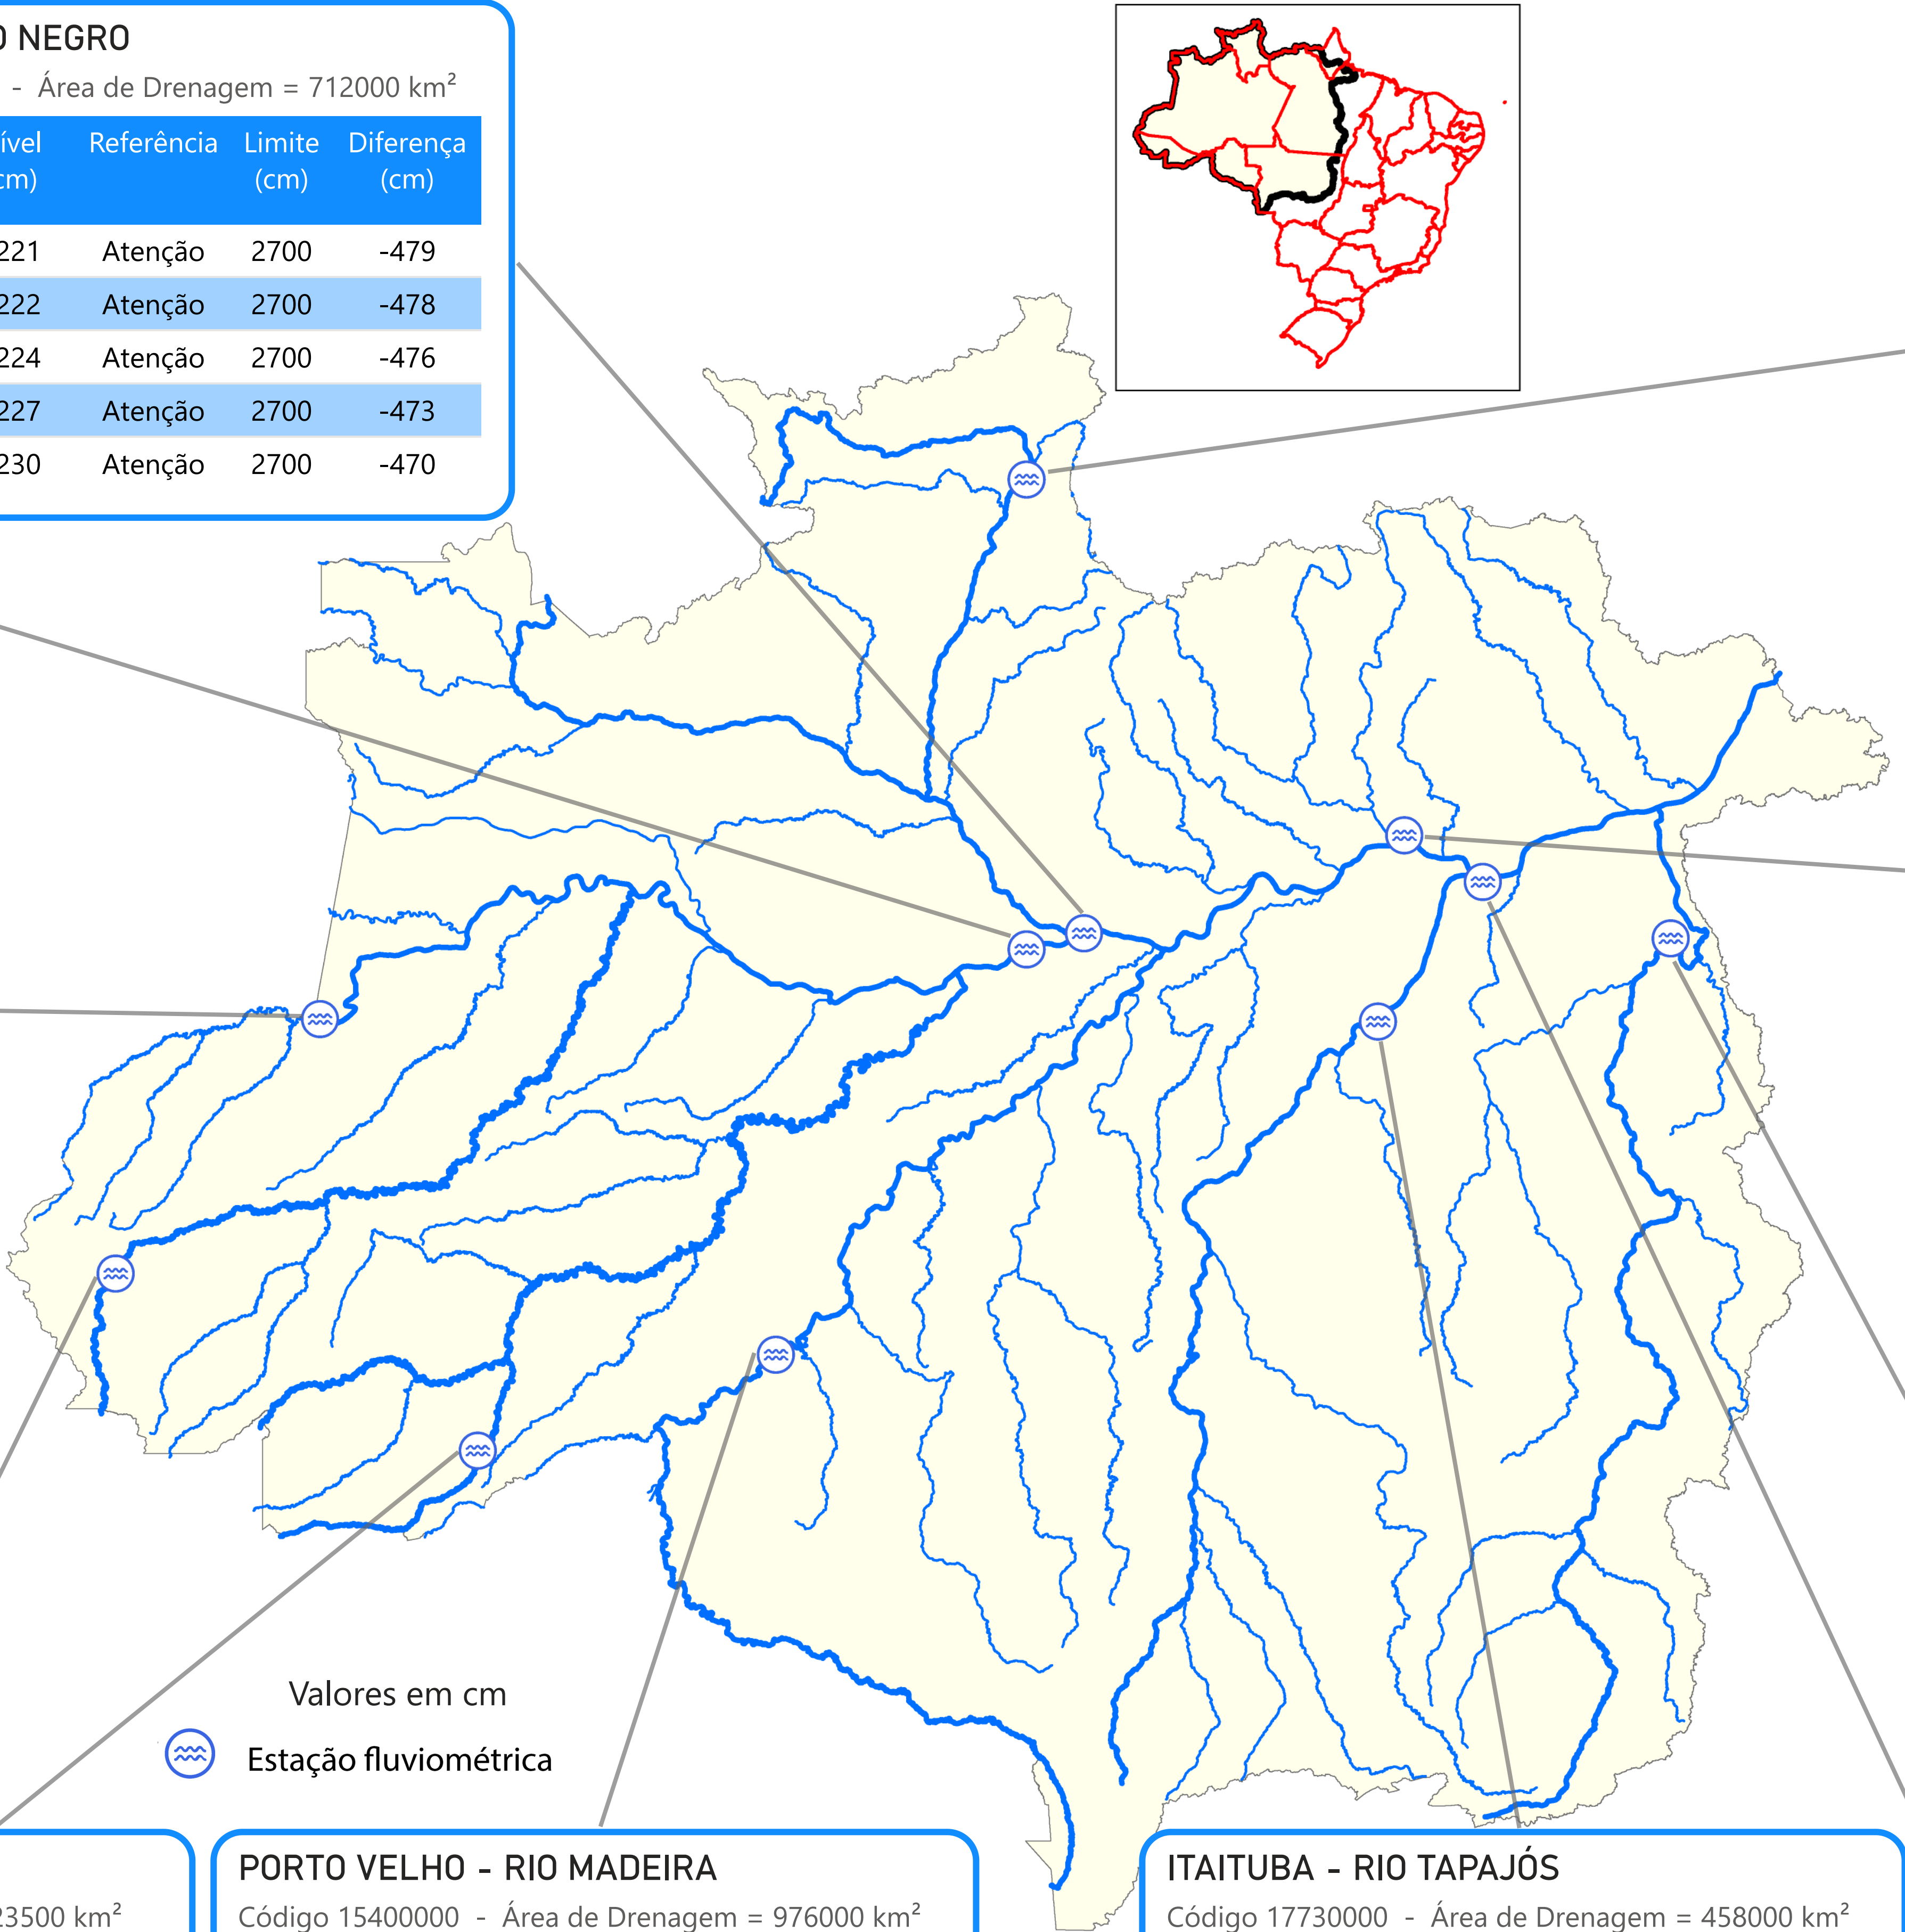 NEGRO
- Área de Drenagem = 712000 km²
Referência Limite Diferença
(cm) (cm)
221 Atenção 2700 -479
222 Atenção 2700 -478
224 Atenção 2700 -476
227 Atenção 2700 -473
230 Atenção 2700 -470
Valores em cm
Estação fluviométrica
23500 km²
PORTO VELHO - RIO MADEIRA
Código 15400000 - Área de Drenagem = 976000 km²
ITAITUBA - RIO TAPAJÓS
Código 17730000 - Área de Drenagem = 458000 km²